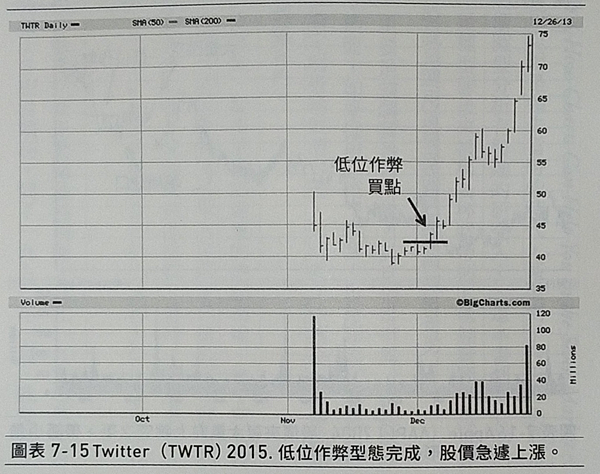 TWTR Daily SMA(50) SMA(200) 12/26/13
75
70
65
60
55
50
45
40
35
低位作弊
買點
Volume ©BigCharts.com
120
100
80
60
40
20
0
Millions
Oct Nov Dec
圖表 7-15 Twitter（TWTR）2015. 低位作弊型態完成，股價急遽上漲。